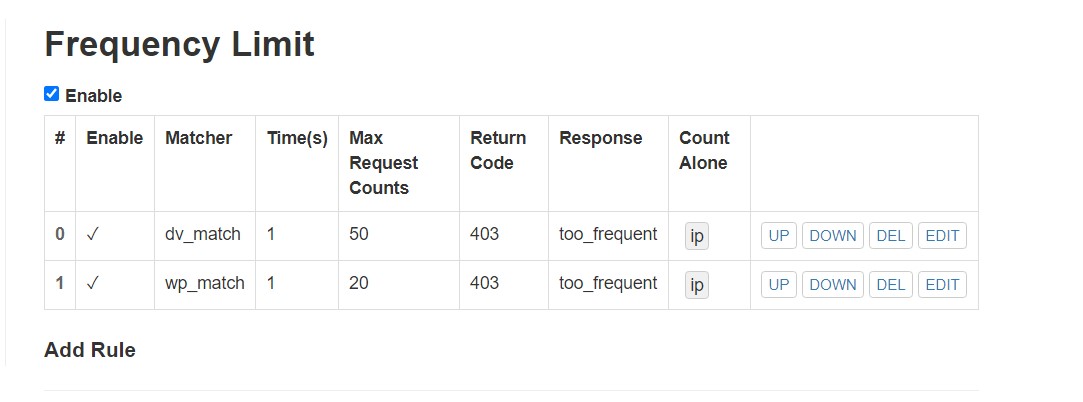 Frequency Limit
Enable
# Enable Matcher Time(s) Max Request Counts Return Code Response Count Alone
0 ✓ dv_match 1 50 403 too_frequent ip UP DOWN DEL EDIT
1 ✓ wp_match 1 20 403 too_frequent ip UP DOWN DEL EDIT
Add Rule